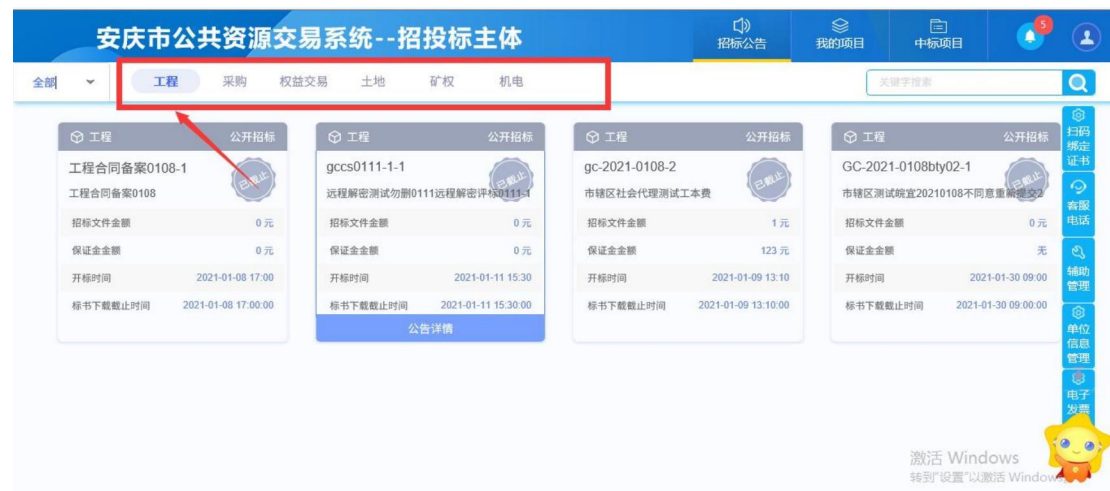 安庆市公共资源交易系统--招投标主体
招标公告
我的项目
中标项目
5
全部
工程
采购
权益交易
土地
矿权
机电
关键字搜索
工程 公开招标
工程合同备案0108-1
已截止
工程合同备案0108
招标文件金额 0 元
保证金金额 0 元
开标时间 2021-01-08 17:00
标书下载截止时间 2021-01-08 17:00:00
工程 公开招标
gccs0111-1-1
已截止
远程解密测试勿删0111远程解密评标0111-1
招标文件金额 0 元
保证金金额 0 元
开标时间 2021-01-11 15:30
标书下载截止时间 2021-01-11 15:30:00
公告详情
工程 公开招标
gc-2021-0108-2
已截止
市辖区社会代理测试工本费
招标文件金额 1 元
保证金金额 123 元
开标时间 2021-01-09 13:10
标书下载截止时间 2021-01-09 13:10:00
工程 公开招标
GC-2021-0108bty02-1
已截止
市辖区测试皖宜20210108不同意重新提交2
招标文件金额 0 元
保证金金额 无
开标时间 2021-01-30 09:00
标书下载截止时间 2021-01-30 09:00:00
扫码
绑定
证书
客服
电话
辅助
管理
单位
信息
管理
电子
发票
激活 Windows
转到"设置"以激活 Window